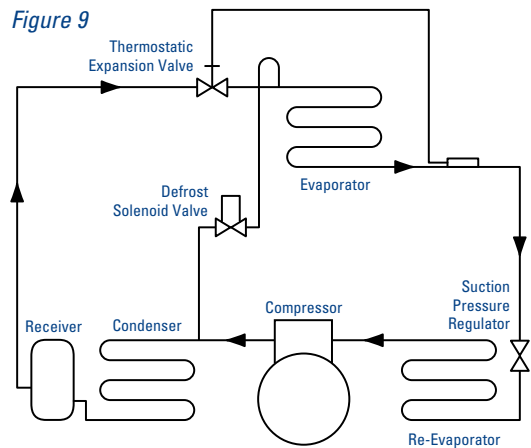 Figure 9
Thermostatic
Expansion Valve
Evaporator
Defrost
Solenoid Valve
Suction
Pressure
Regulator
Compressor
Receiver
Condenser
Re-Evaporator